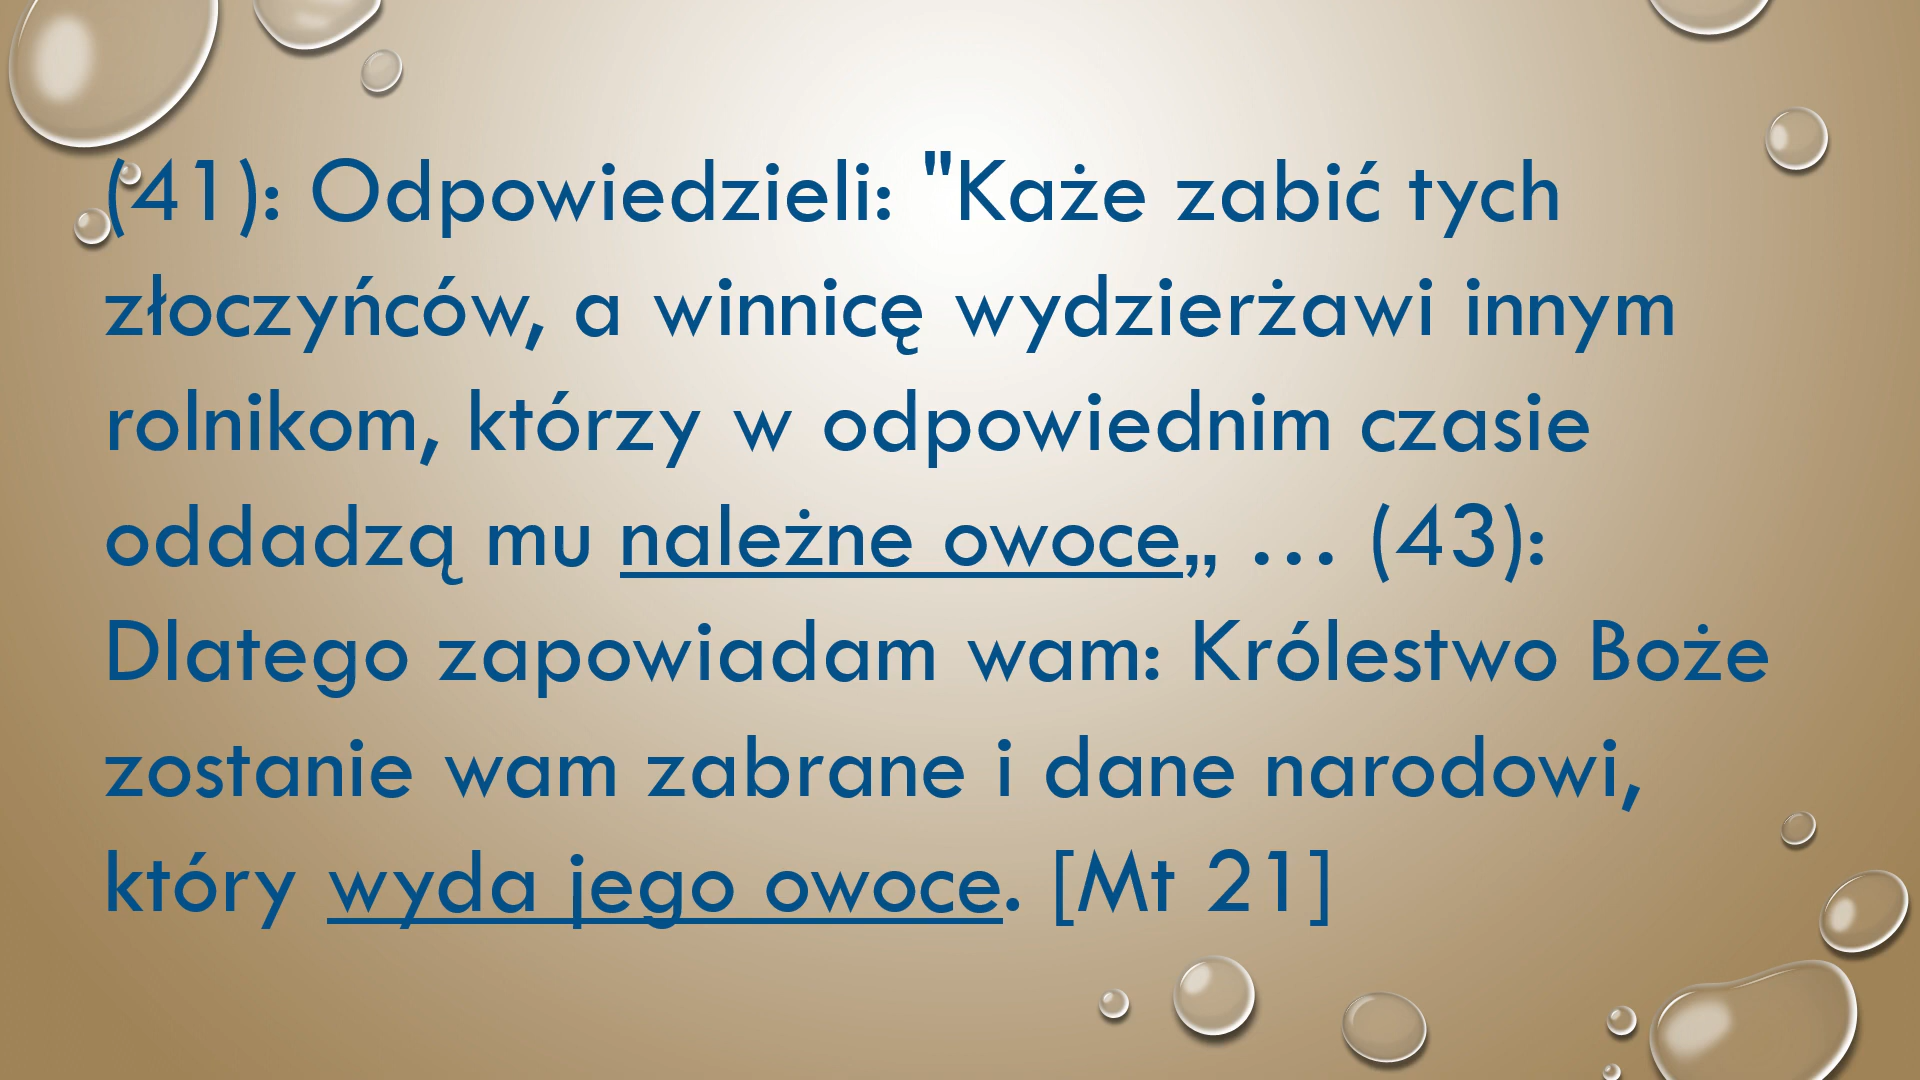 (41): Odpowiedzieli: "Każe zabić tych
złoczyńców, a winnicę wydzierżawi innym
rolnikom, którzy w odpowiednim czasie
oddadzą mu należne owoce„ … (43):
Dlatego zapowiadam wam: Królestwo Boże
zostanie wam zabrane i dane narodowi,
który wyda jego owoce. [Mt 21]